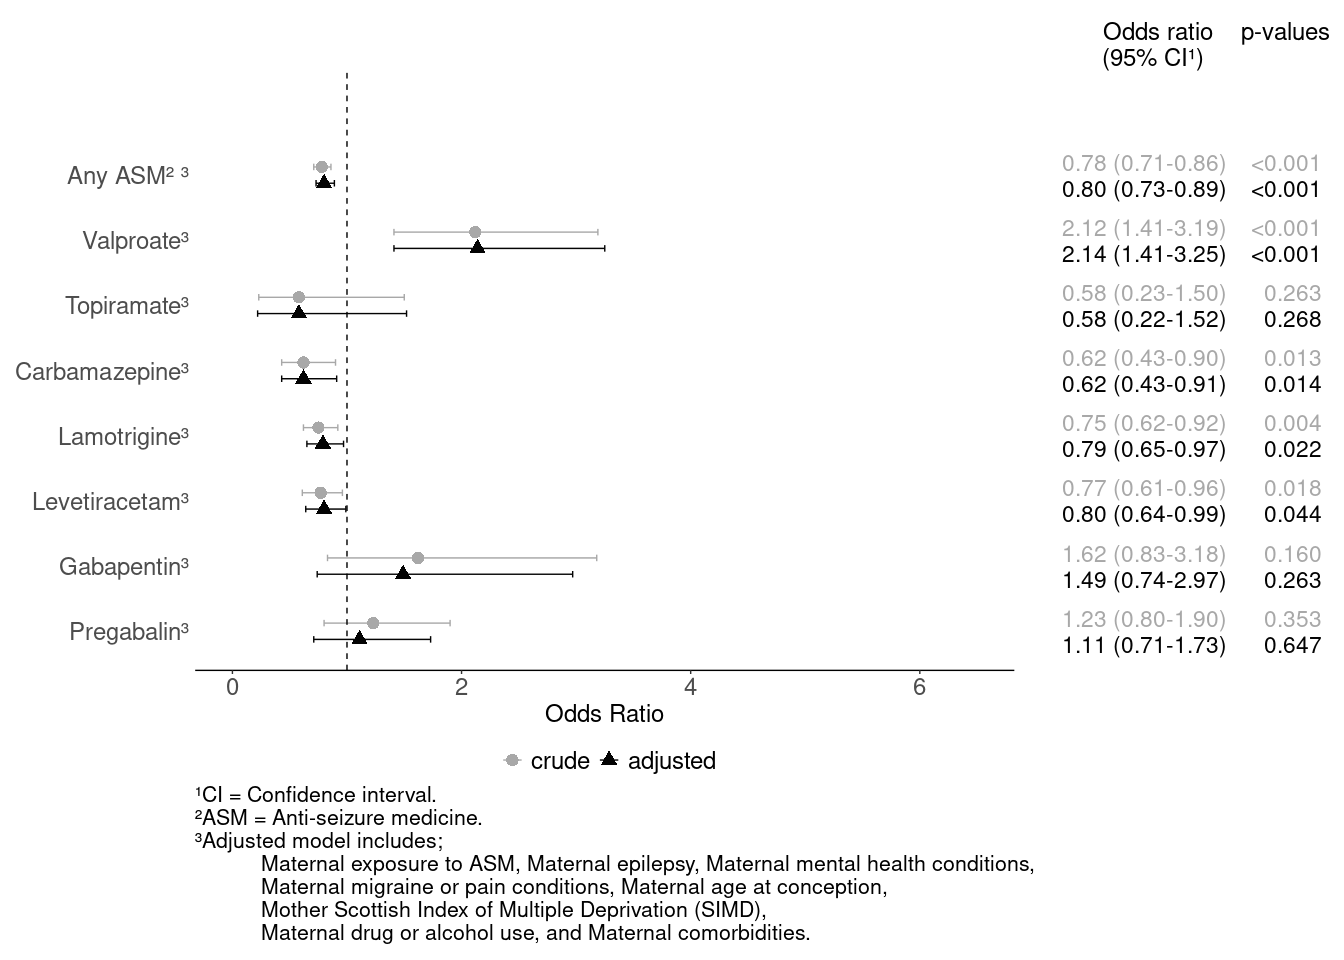 Odds ratio p-values
(95% CI¹)
Any ASM² ³ 0.78 (0.71-0.86) <0.001
0.80 (0.73-0.89) <0.001
Valproate³ 2.12 (1.41-3.19) <0.001
2.14 (1.41-3.25) <0.001
Topiramate³ 0.58 (0.23-1.50) 0.263
0.58 (0.22-1.52) 0.268
Carbamazepine³ 0.62 (0.43-0.90) 0.013
0.62 (0.43-0.91) 0.014
Lamotrigine³ 0.75 (0.62-0.92) 0.004
0.79 (0.65-0.97) 0.022
Levetiracetam³ 0.77 (0.61-0.96) 0.018
0.80 (0.64-0.99) 0.044
Gabapentin³ 1.62 (0.83-3.18) 0.160
1.49 (0.74-2.97) 0.263
Pregabalin³ 1.23 (0.80-1.90) 0.353
1.11 (0.71-1.73) 0.647
0 2 4 6
Odds Ratio
crude adjusted
¹CI = Confidence interval.
²ASM = Anti-seizure medicine.
³Adjusted model includes;
Maternal exposure to ASM, Maternal epilepsy, Maternal mental health conditions,
Maternal migraine or pain conditions, Maternal age at conception,
Mother Scottish Index of Multiple Deprivation (SIMD),
Maternal drug or alcohol use, and Maternal comorbidities.